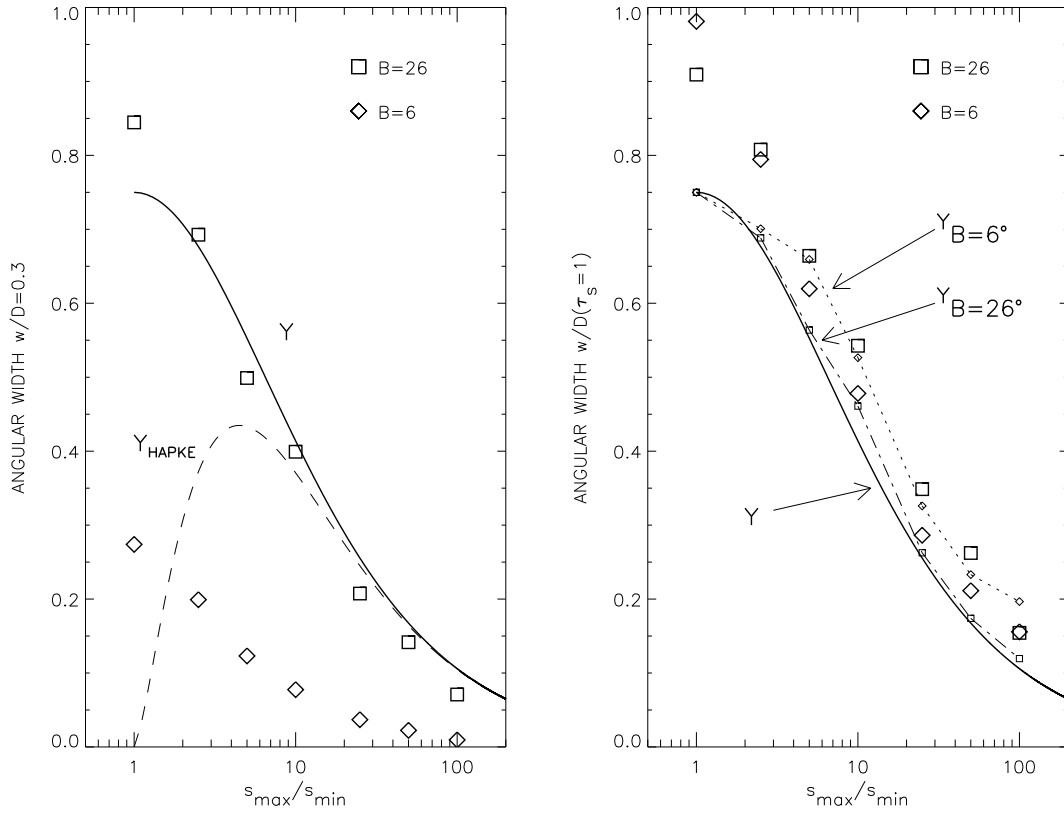 1.0
0.8
0.6
0.4
0.2
0.0
ANGULAR WIDTH w/D=0.3
B=26
B=6
Y
Y_HAPKE
1
10
100
s_max/s_min
1.0
0.8
0.6
0.4
0.2
0.0
ANGULAR WIDTH w/D(τ_s=1)
B=26
B=6
Y_B=6°
Y_B=26°
Y
1
10
100
s_max/s_min